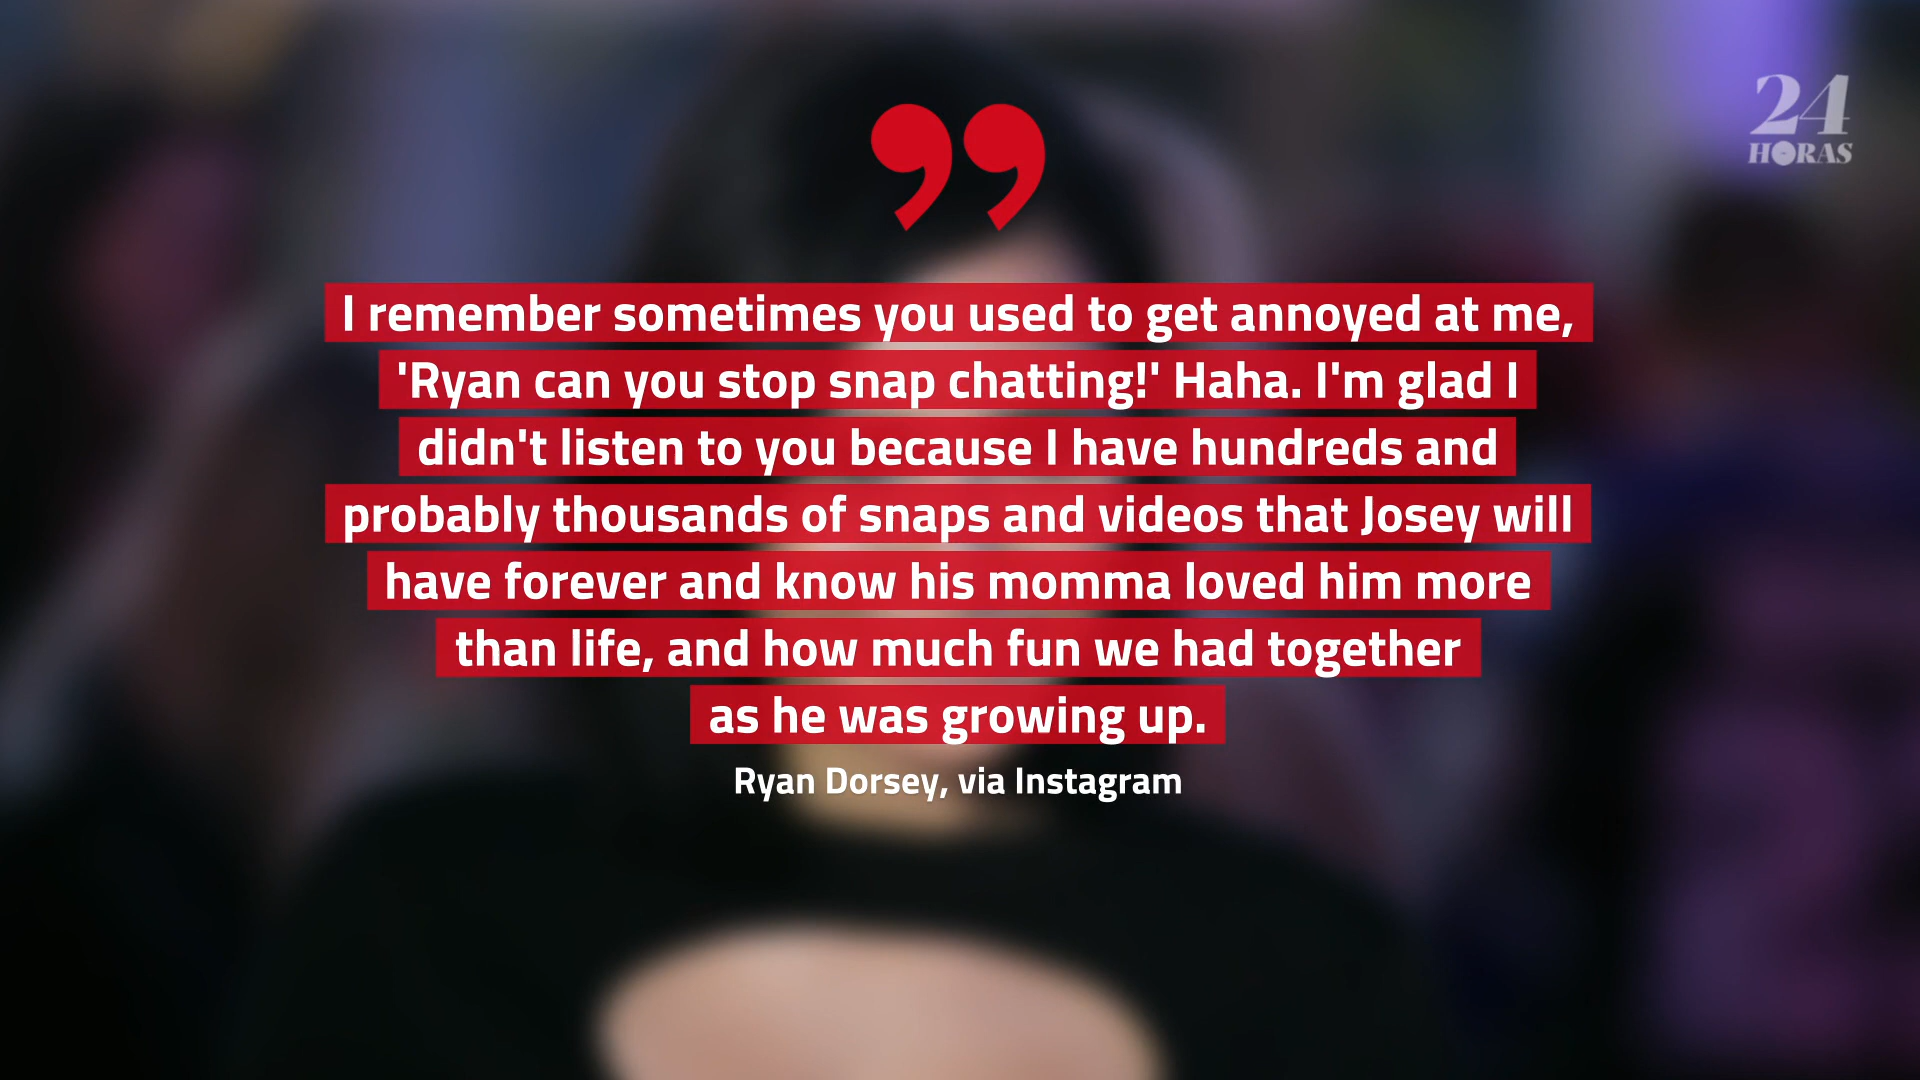 24
HORAS
I remember sometimes you used to get annoyed at me,
'Ryan can you stop snap chatting!' Haha. I'm glad I
didn't listen to you because I have hundreds and
probably thousands of snaps and videos that Josey will
have forever and know his momma loved him more
than life, and how much fun we had together
as he was growing up.
Ryan Dorsey, via Instagram